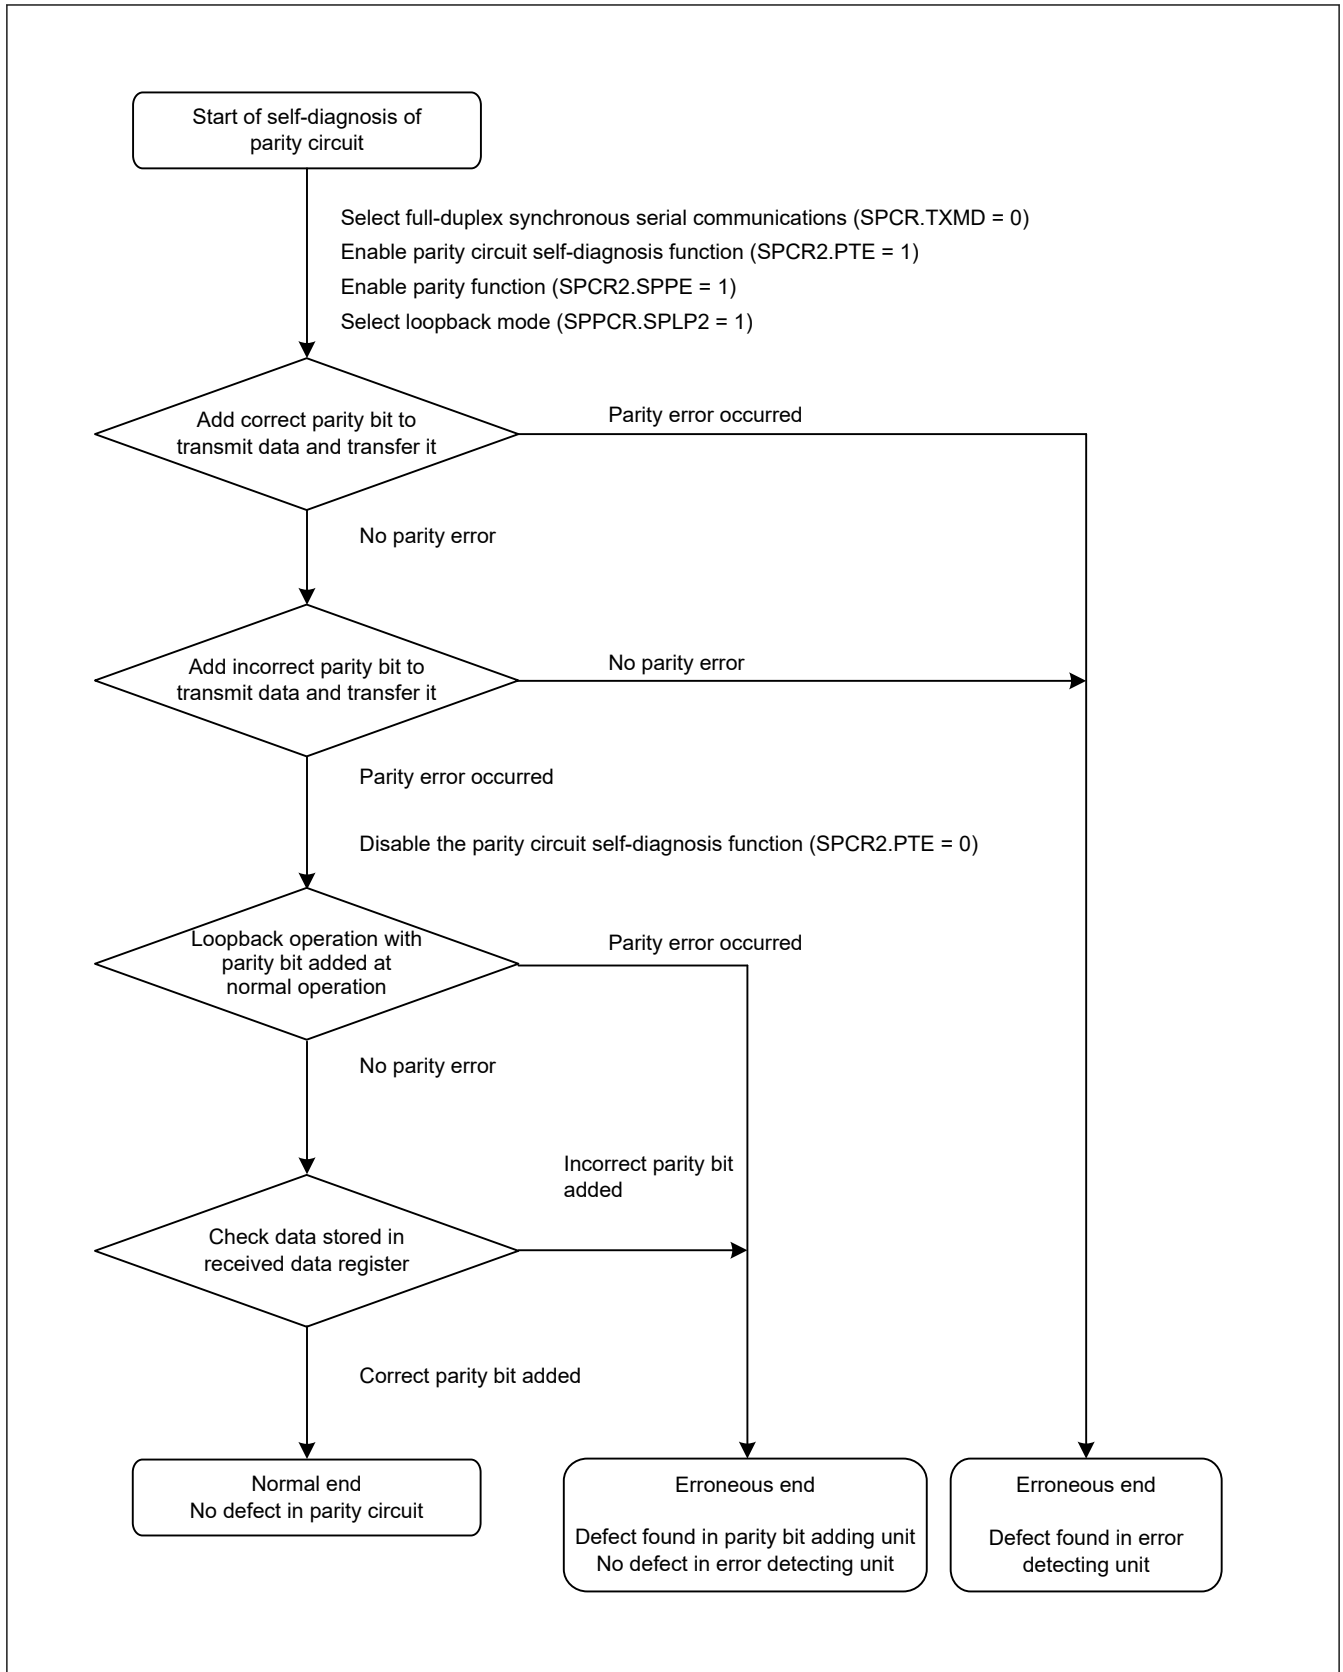 Start of self-diagnosis of
parity circuit
Select full-duplex synchronous serial communications (SPCR.TXMD = 0)
Enable parity circuit self-diagnosis function (SPCR2.PTE = 1)
Enable parity function (SPCR2.SPPE = 1)
Select loopback mode (SPPCR.SPLP2 = 1)
Add correct parity bit to
transmit data and transfer it
Parity error occurred
No parity error
Add incorrect parity bit to
transmit data and transfer it
No parity error
Parity error occurred
Disable the parity circuit self-diagnosis function (SPCR2.PTE = 0)
Loopback operation with
parity bit added at
normal operation
Parity error occurred
No parity error
Incorrect parity bit
added
Check data stored in
received data register
Correct parity bit added
Normal end
No defect in parity circuit
Erroneous end
Defect found in parity bit adding unit
No defect in error detecting unit
Erroneous end
Defect found in error
detecting unit